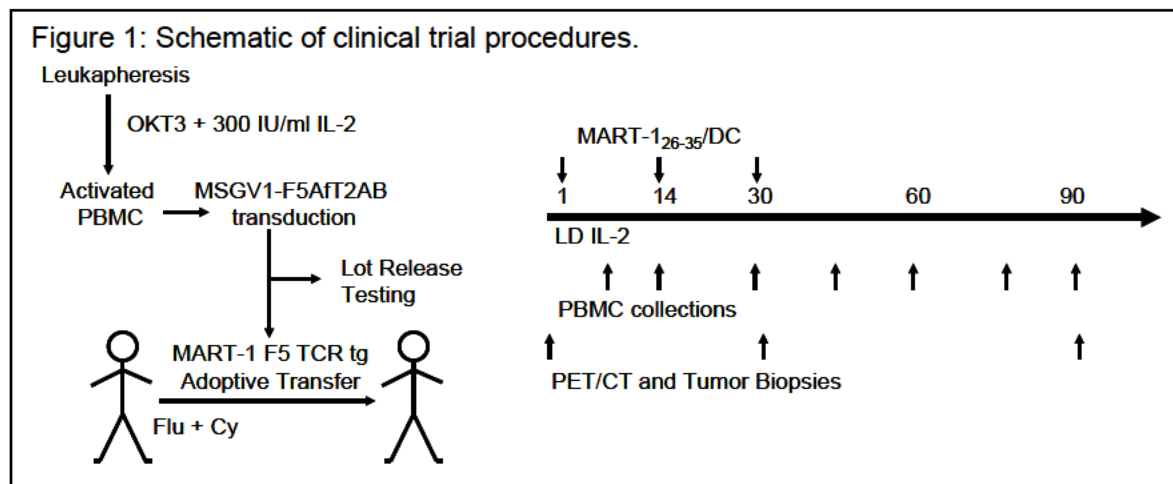 Figure 1: Schematic of clinical trial procedures.
Leukapheresis
OKT3 + 300 IU/ml IL-2
Activated
PBMC
MSGV1-F5AfT2AB
transduction
Lot Release
Testing
MART-1 F5 TCR tg
Adoptive Transfer
Flu + Cy
MART-1₂₆₋₃₅/DC
1 14 30 60 90
LD IL-2
PBMC collections
PET/CT and Tumor Biopsies